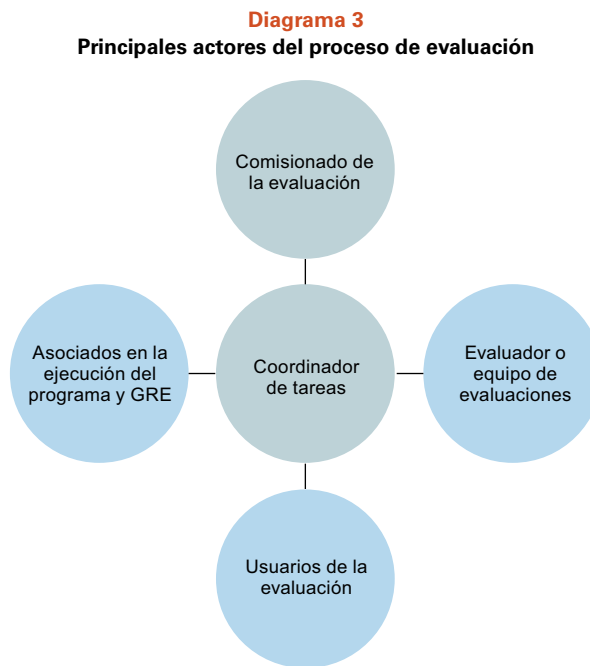 Diagrama 3
Principales actores del proceso de evaluación
Comisionado de
la evaluación
Asociados en la
ejecución del
programa y GRE
Coordinador
de tareas
Evaluador o
equipo de
evaluaciones
Usuarios de la
evaluación